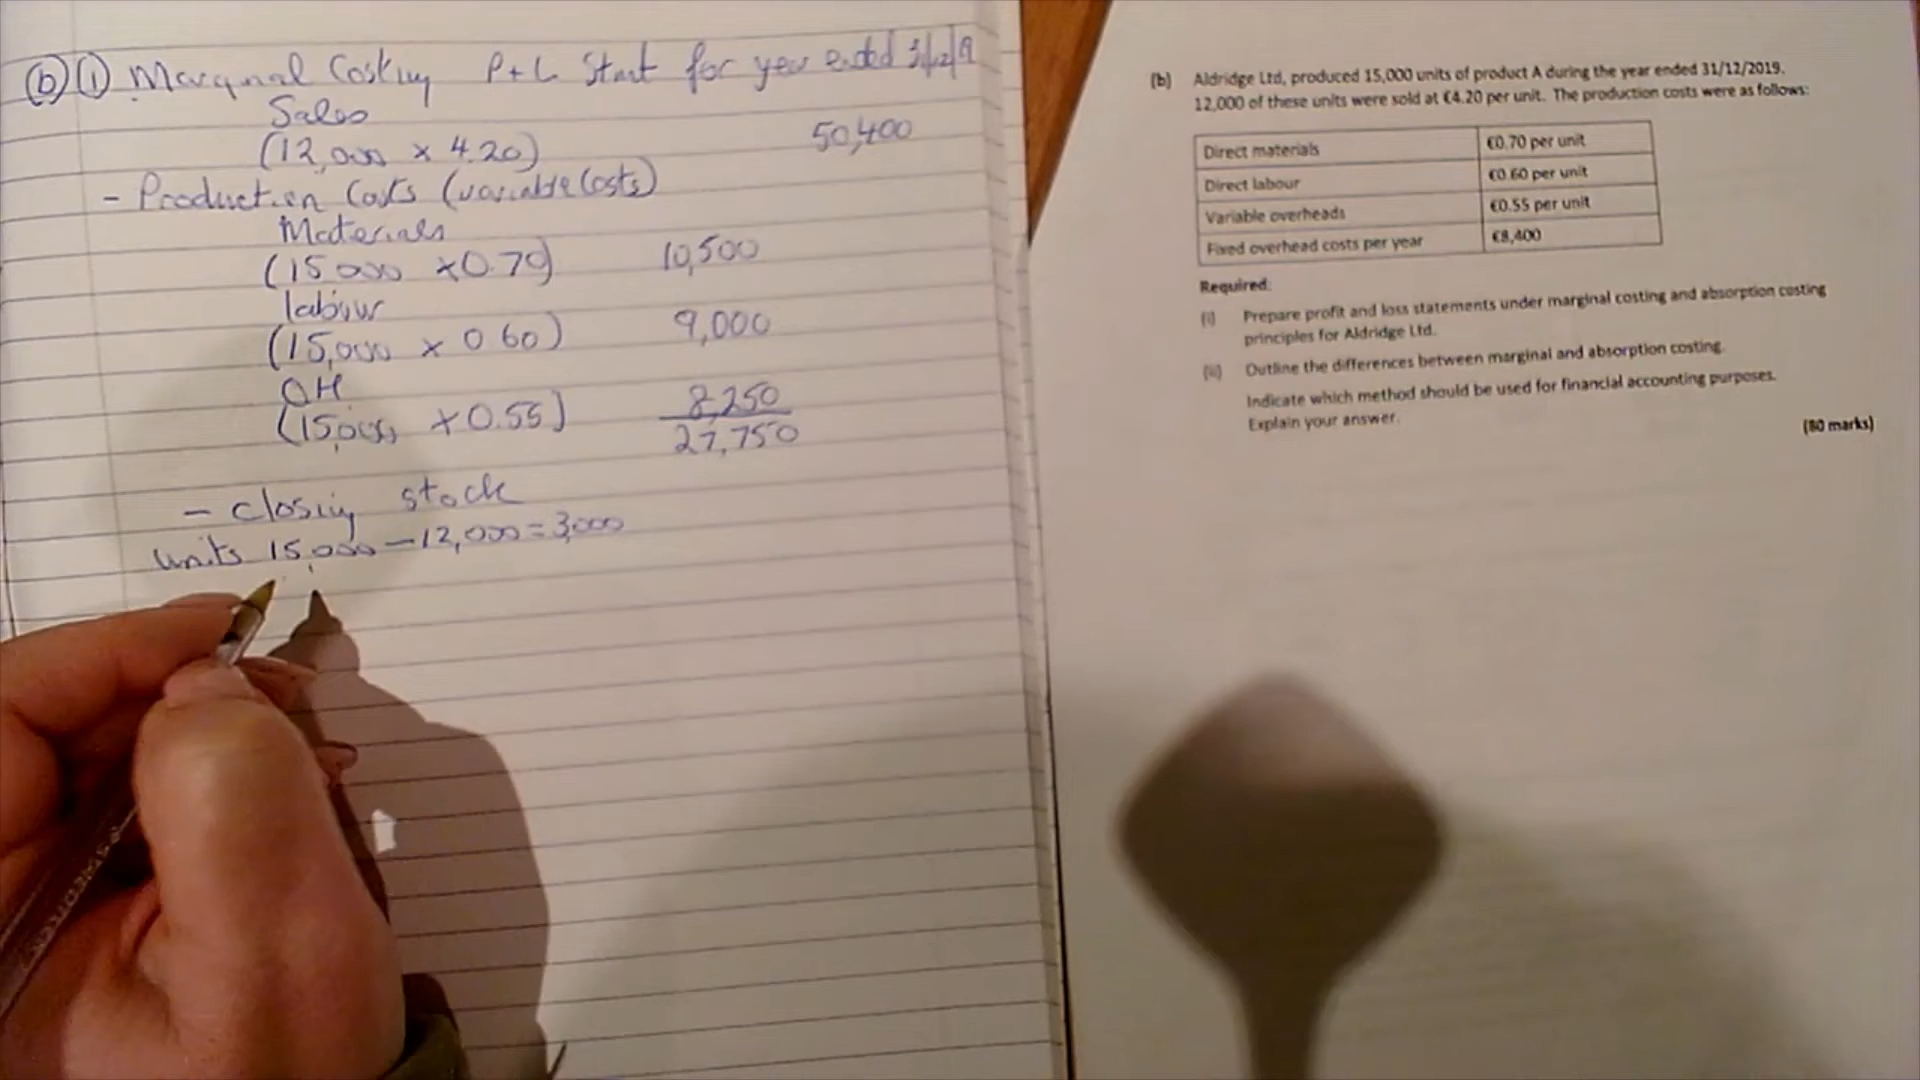 (b) (i) Marginal Costing P+L Stmt for year ended 31/12/19
Sales
(12,000 x 4.20) 50,400
- Production Costs (variable Costs)
Materials
(15000 x 0.70) 10,500
labour
(15,000 x 0 60) 9,000
OH
(15,000 x 0.55) 8,250
27,750
- closing stock
units 15,000 - 12,000 = 3,000
(b) Aldridge Ltd, produced 15,000 units of product A during the year ended 31/12/2019.
12,000 of these units were sold at €4.20 per unit. The production costs were as follows:
Direct materials €0.70 per unit
Direct labour €0.60 per unit
Variable overheads €0.55 per unit
Fixed overhead costs per year €8,400
Required:
(i) Prepare profit and loss statements under marginal costing and absorption costing
principles for Aldridge Ltd.
(ii) Outline the differences between marginal and absorption costing.
Indicate which method should be used for financial accounting purposes.
Explain your answer.
(80 marks)